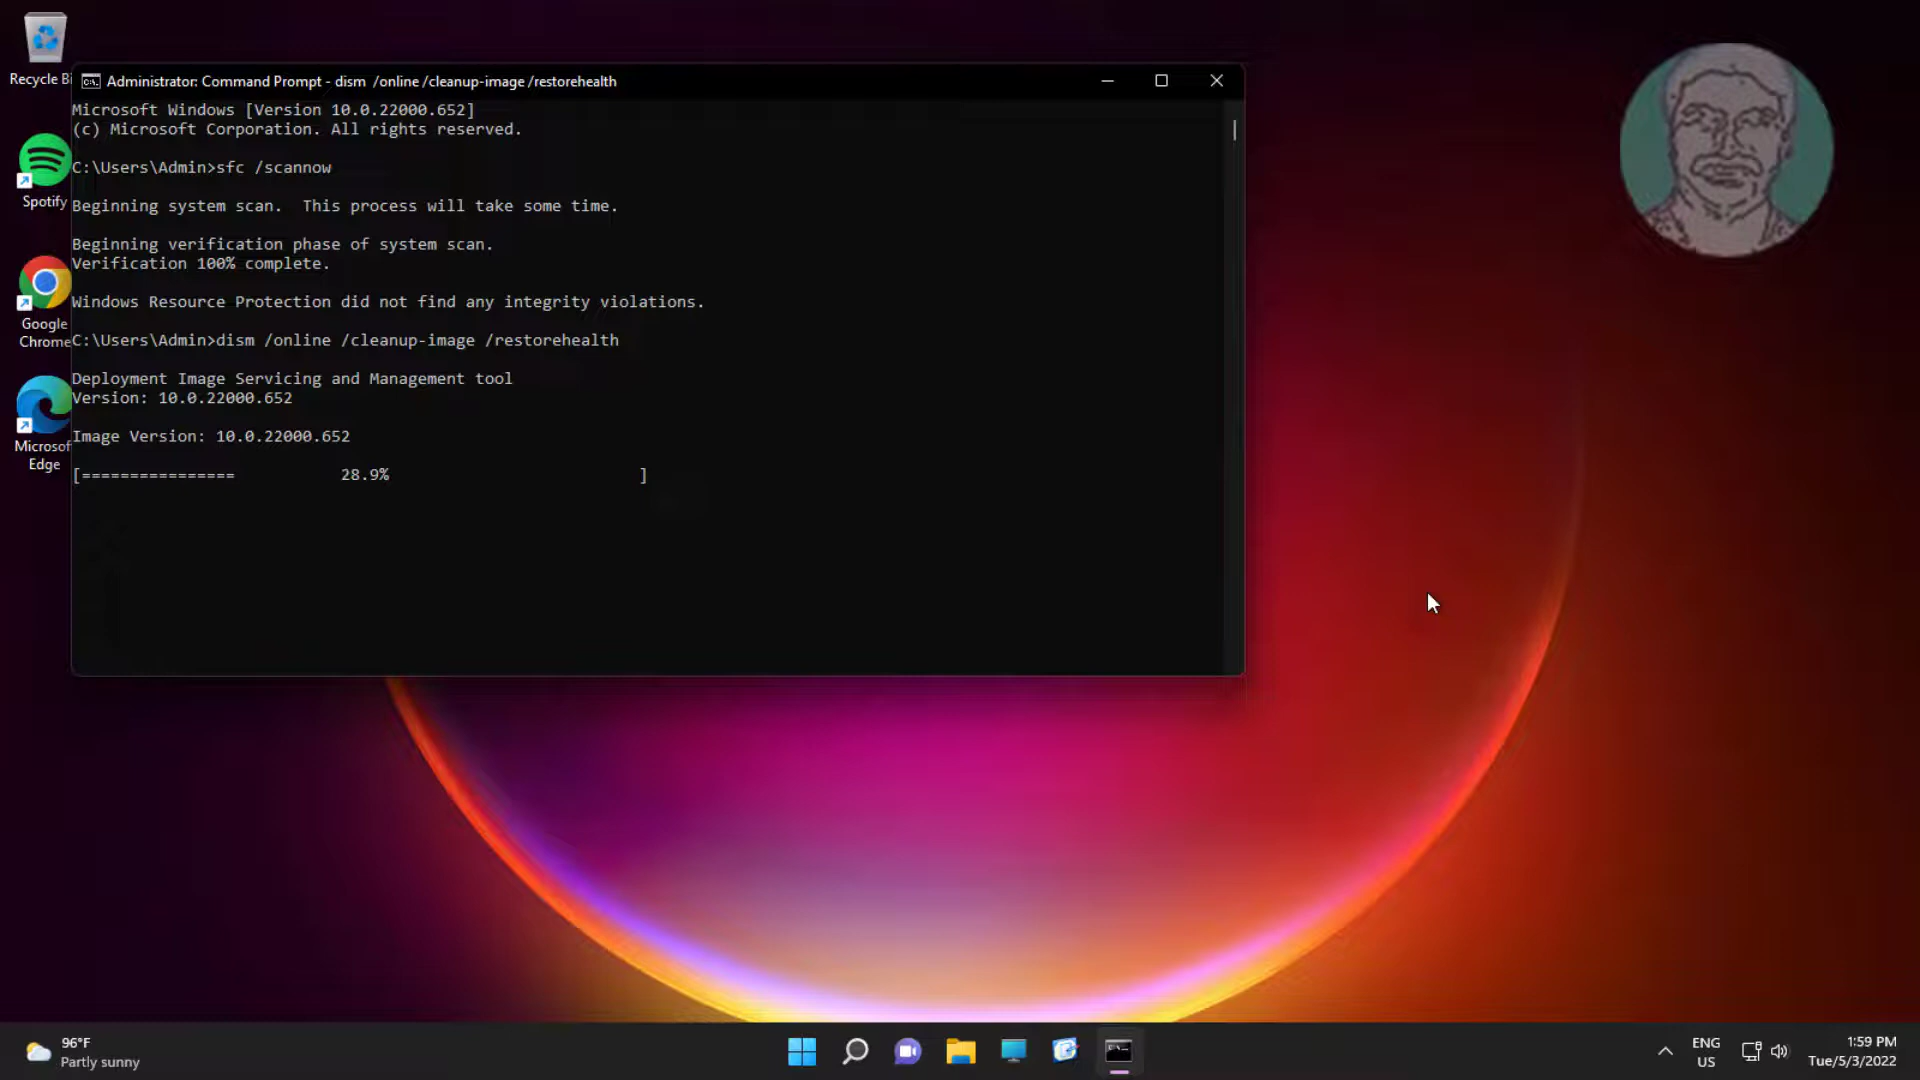 Recycle Bi
Spotify
Google
Chrome
Microsof
Edge
Administrator: Command Prompt - dism  /online /cleanup-image /restorehealth
Microsoft Windows [Version 10.0.22000.652]
(c) Microsoft Corporation. All rights reserved.
C:\Users\Admin>sfc /scannow
Beginning system scan.  This process will take some time.
Beginning verification phase of system scan.
Verification 100% complete.
Windows Resource Protection did not find any integrity violations.
C:\Users\Admin>dism /online /cleanup-image /restorehealth
Deployment Image Servicing and Management tool
Version: 10.0.22000.652
Image Version: 10.0.22000.652
[================           28.9%                          ]
96°F
Partly sunny
ENG
US
1:59 PM
Tue/5/3/2022